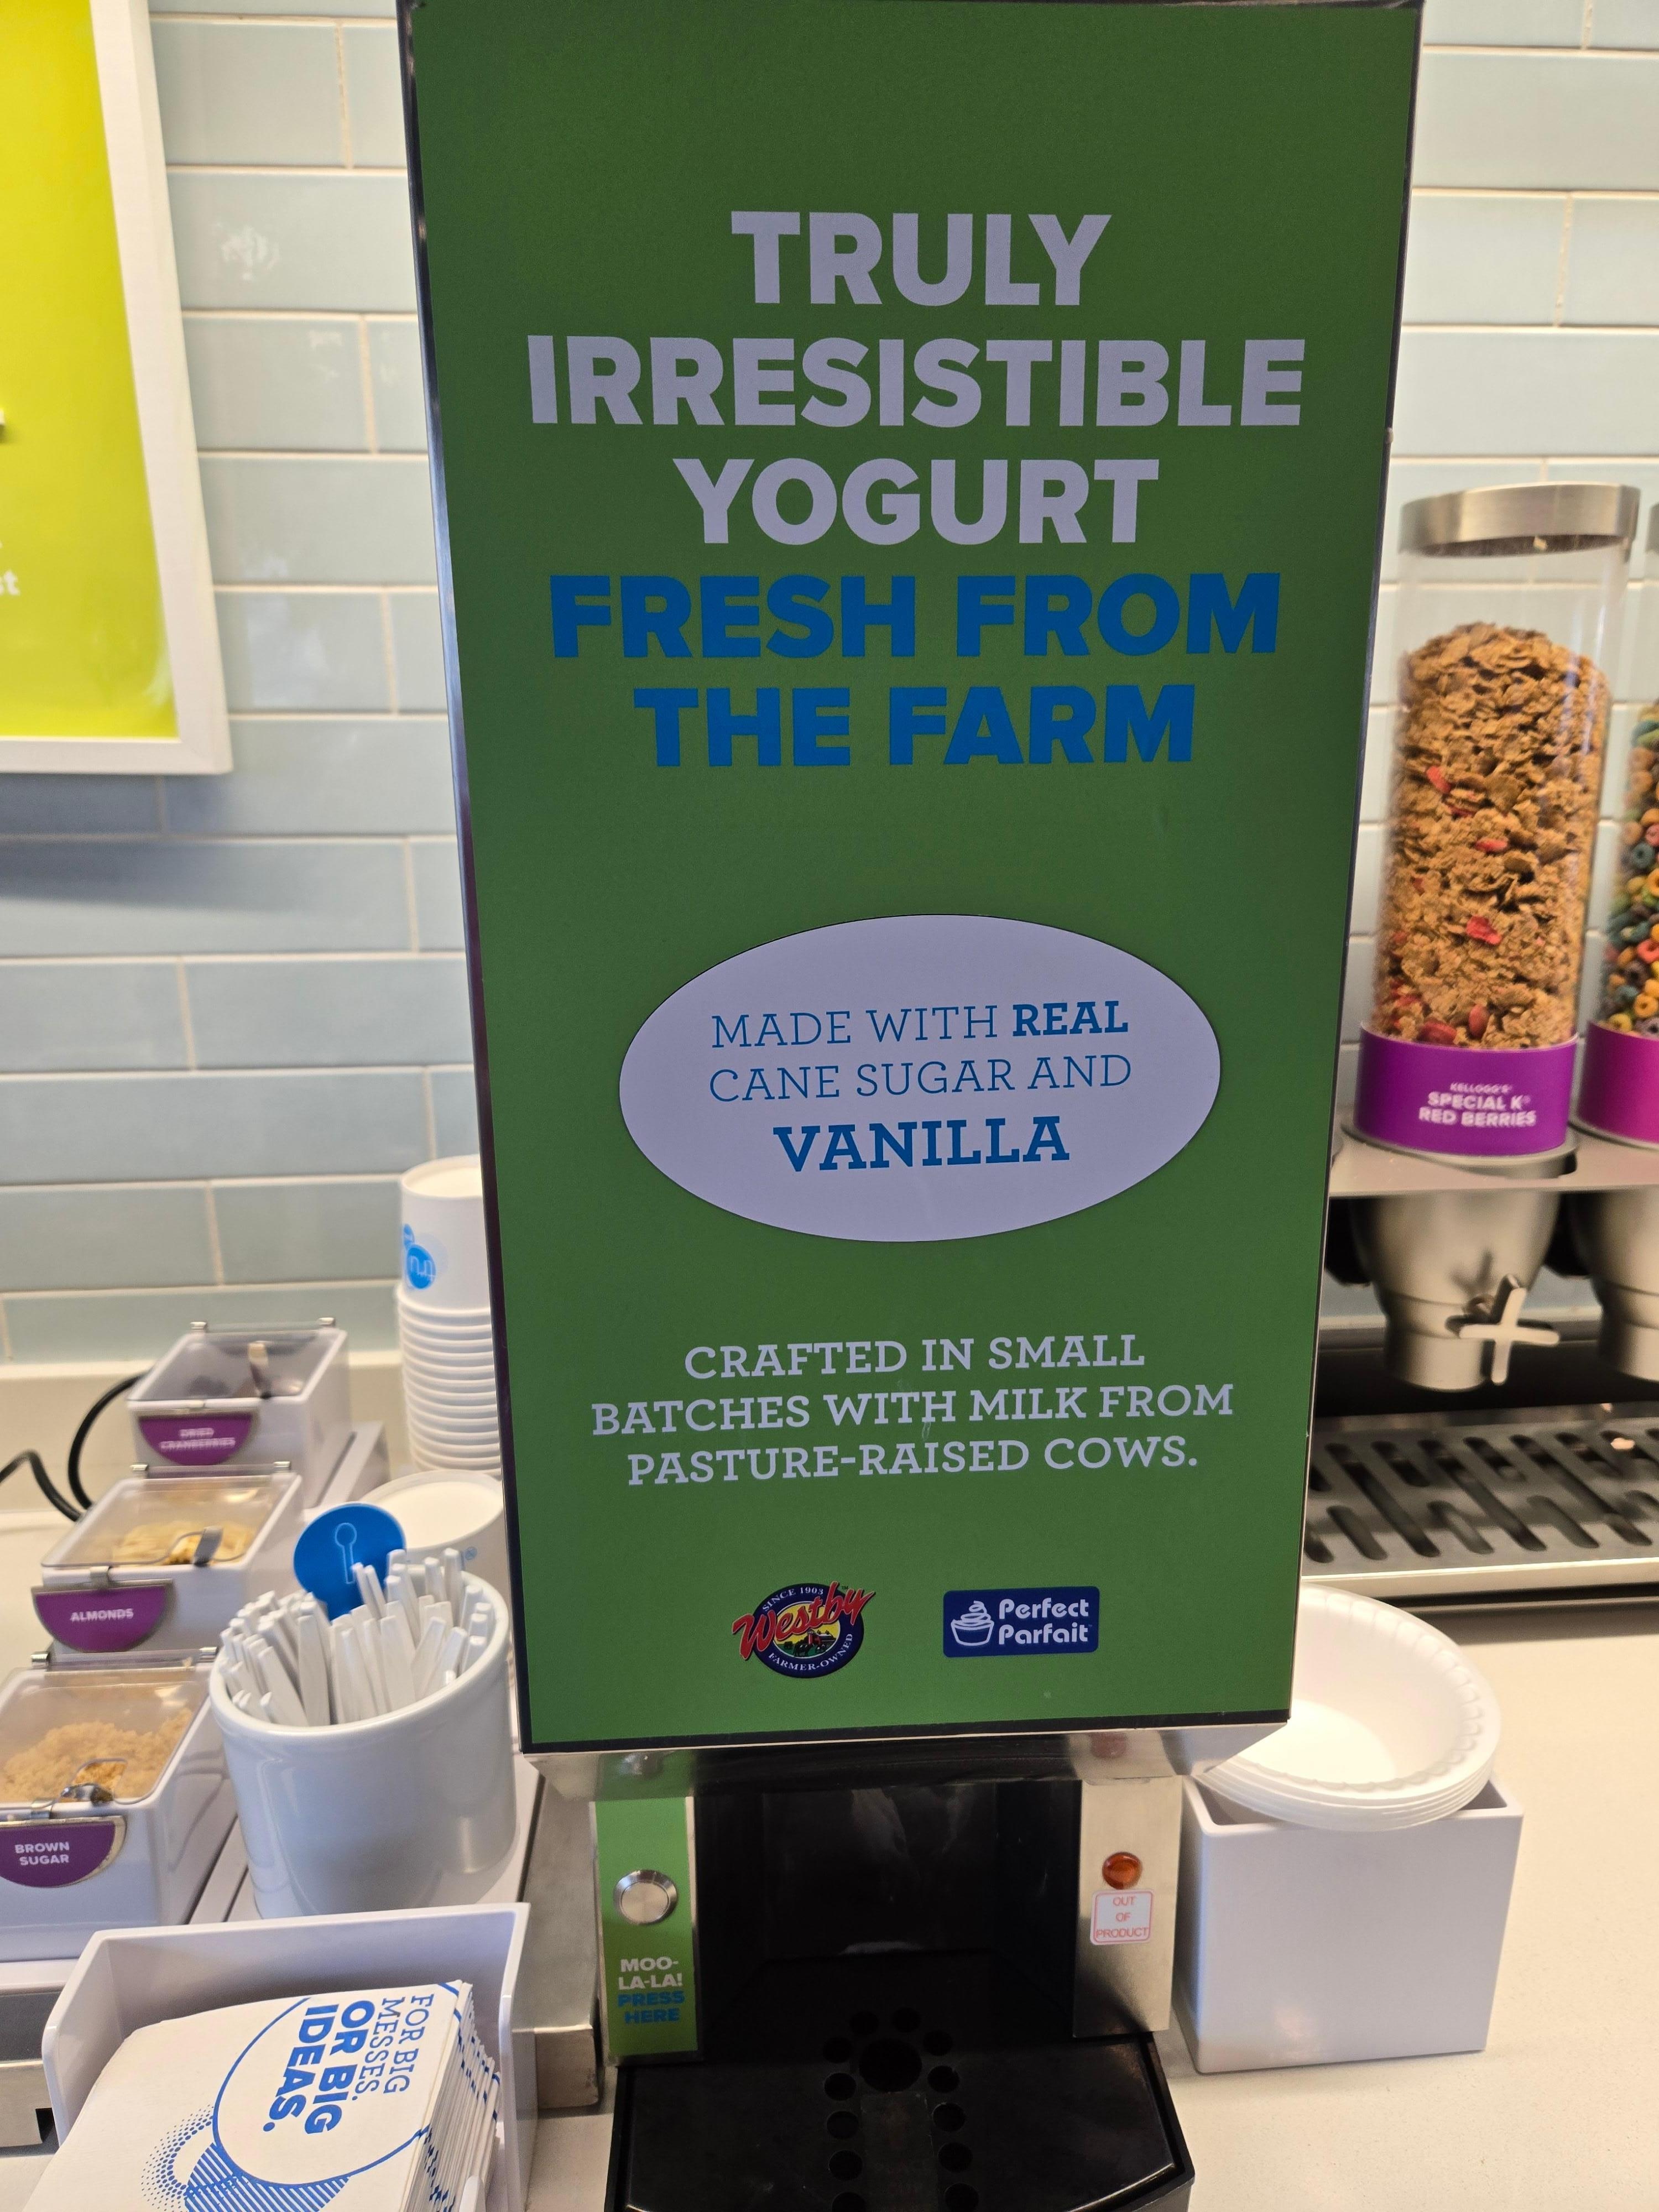 TRULY
IRRESISTIBLE
YOGURT
FRESH FROM
THE FARM
MADE WITH REAL
CANE SUGAR AND
VANILLA
CRAFTED IN SMALL
BATCHES WITH MILK FROM
PASTURE-RAISED COWS.
SINCE 1903
Westby
FARMER-OWNED
Perfect
Parfait
MOO-
LA-LA!
PRESS
HERE
OUT
OF
PRODUCT
KELLOGG'S®
SPECIAL K®
RED BERRIES
DRIED
CRANBERRIES
ALMONDS
BROWN
SUGAR
tru
FOR BIG
MESSES.
OR BIG
IDEAS.